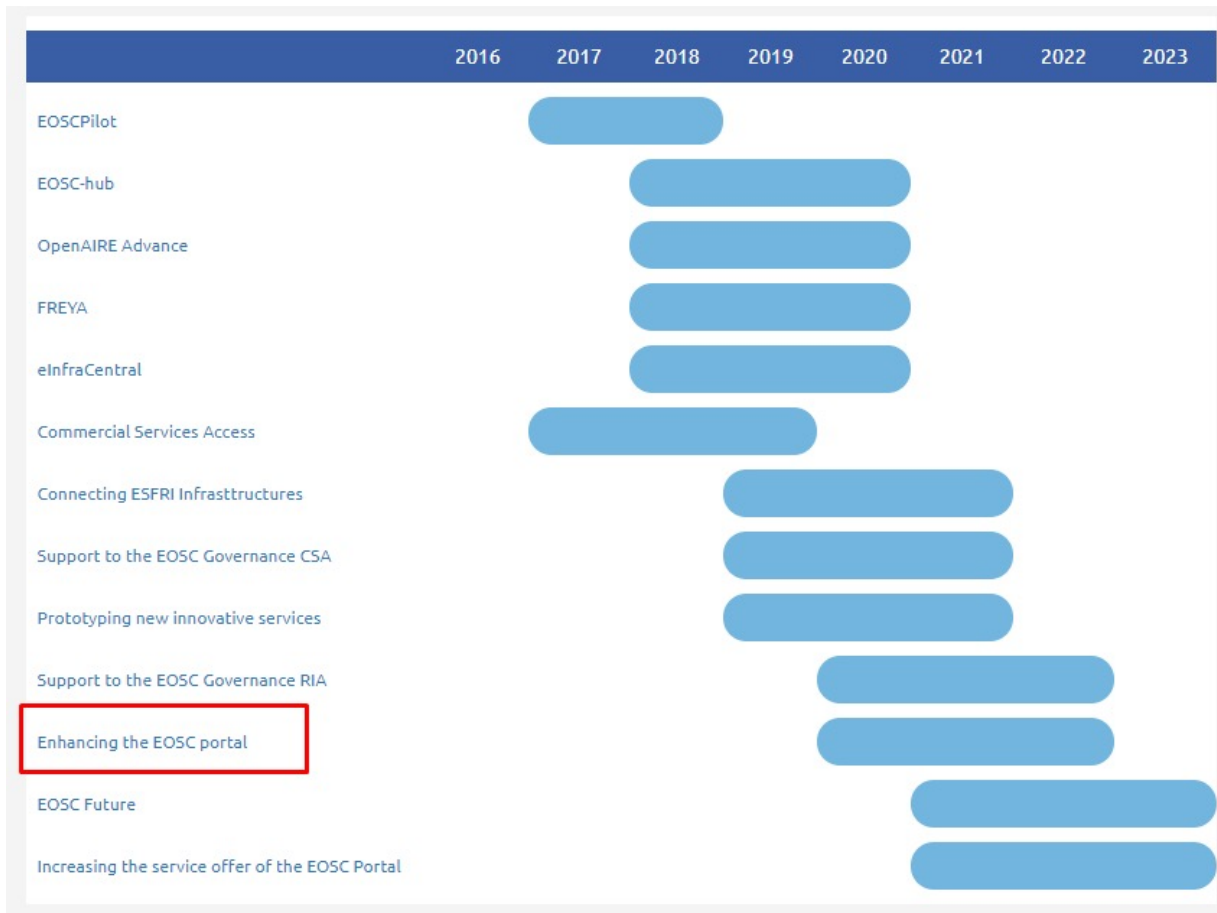 2016 2017 2018 2019 2020 2021 2022 2023
EOSCPilot
EOSC-hub
OpenAIRE Advance
FREYA
eInfraCentral
Commercial Services Access
Connecting ESFRI Infrasttructures
Support to the EOSC Governance CSA
Prototyping new innovative services
Support to the EOSC Governance RIA
Enhancing the EOSC portal
EOSC Future
Increasing the service offer of the EOSC Portal